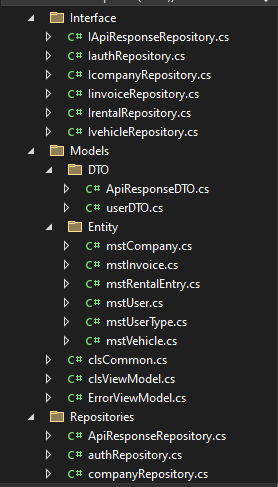 Interface
C# IApiResponseRepository.cs
C# IauthRepository.cs
C# IcompanyRepository.cs
C# IinvoiceRepository.cs
C# IrentalRepository.cs
C# IvehicleRepository.cs
Models
DTO
C# ApiResponseDTO.cs
C# userDTO.cs
Entity
C# mstCompany.cs
C# mstInvoice.cs
C# mstRentalEntry.cs
C# mstUser.cs
C# mstUserType.cs
C# mstVehicle.cs
C# clsCommon.cs
C# clsViewModel.cs
C# ErrorViewModel.cs
Repositories
C# ApiResponseRepository.cs
C# authRepository.cs
C# companyRepository.cs